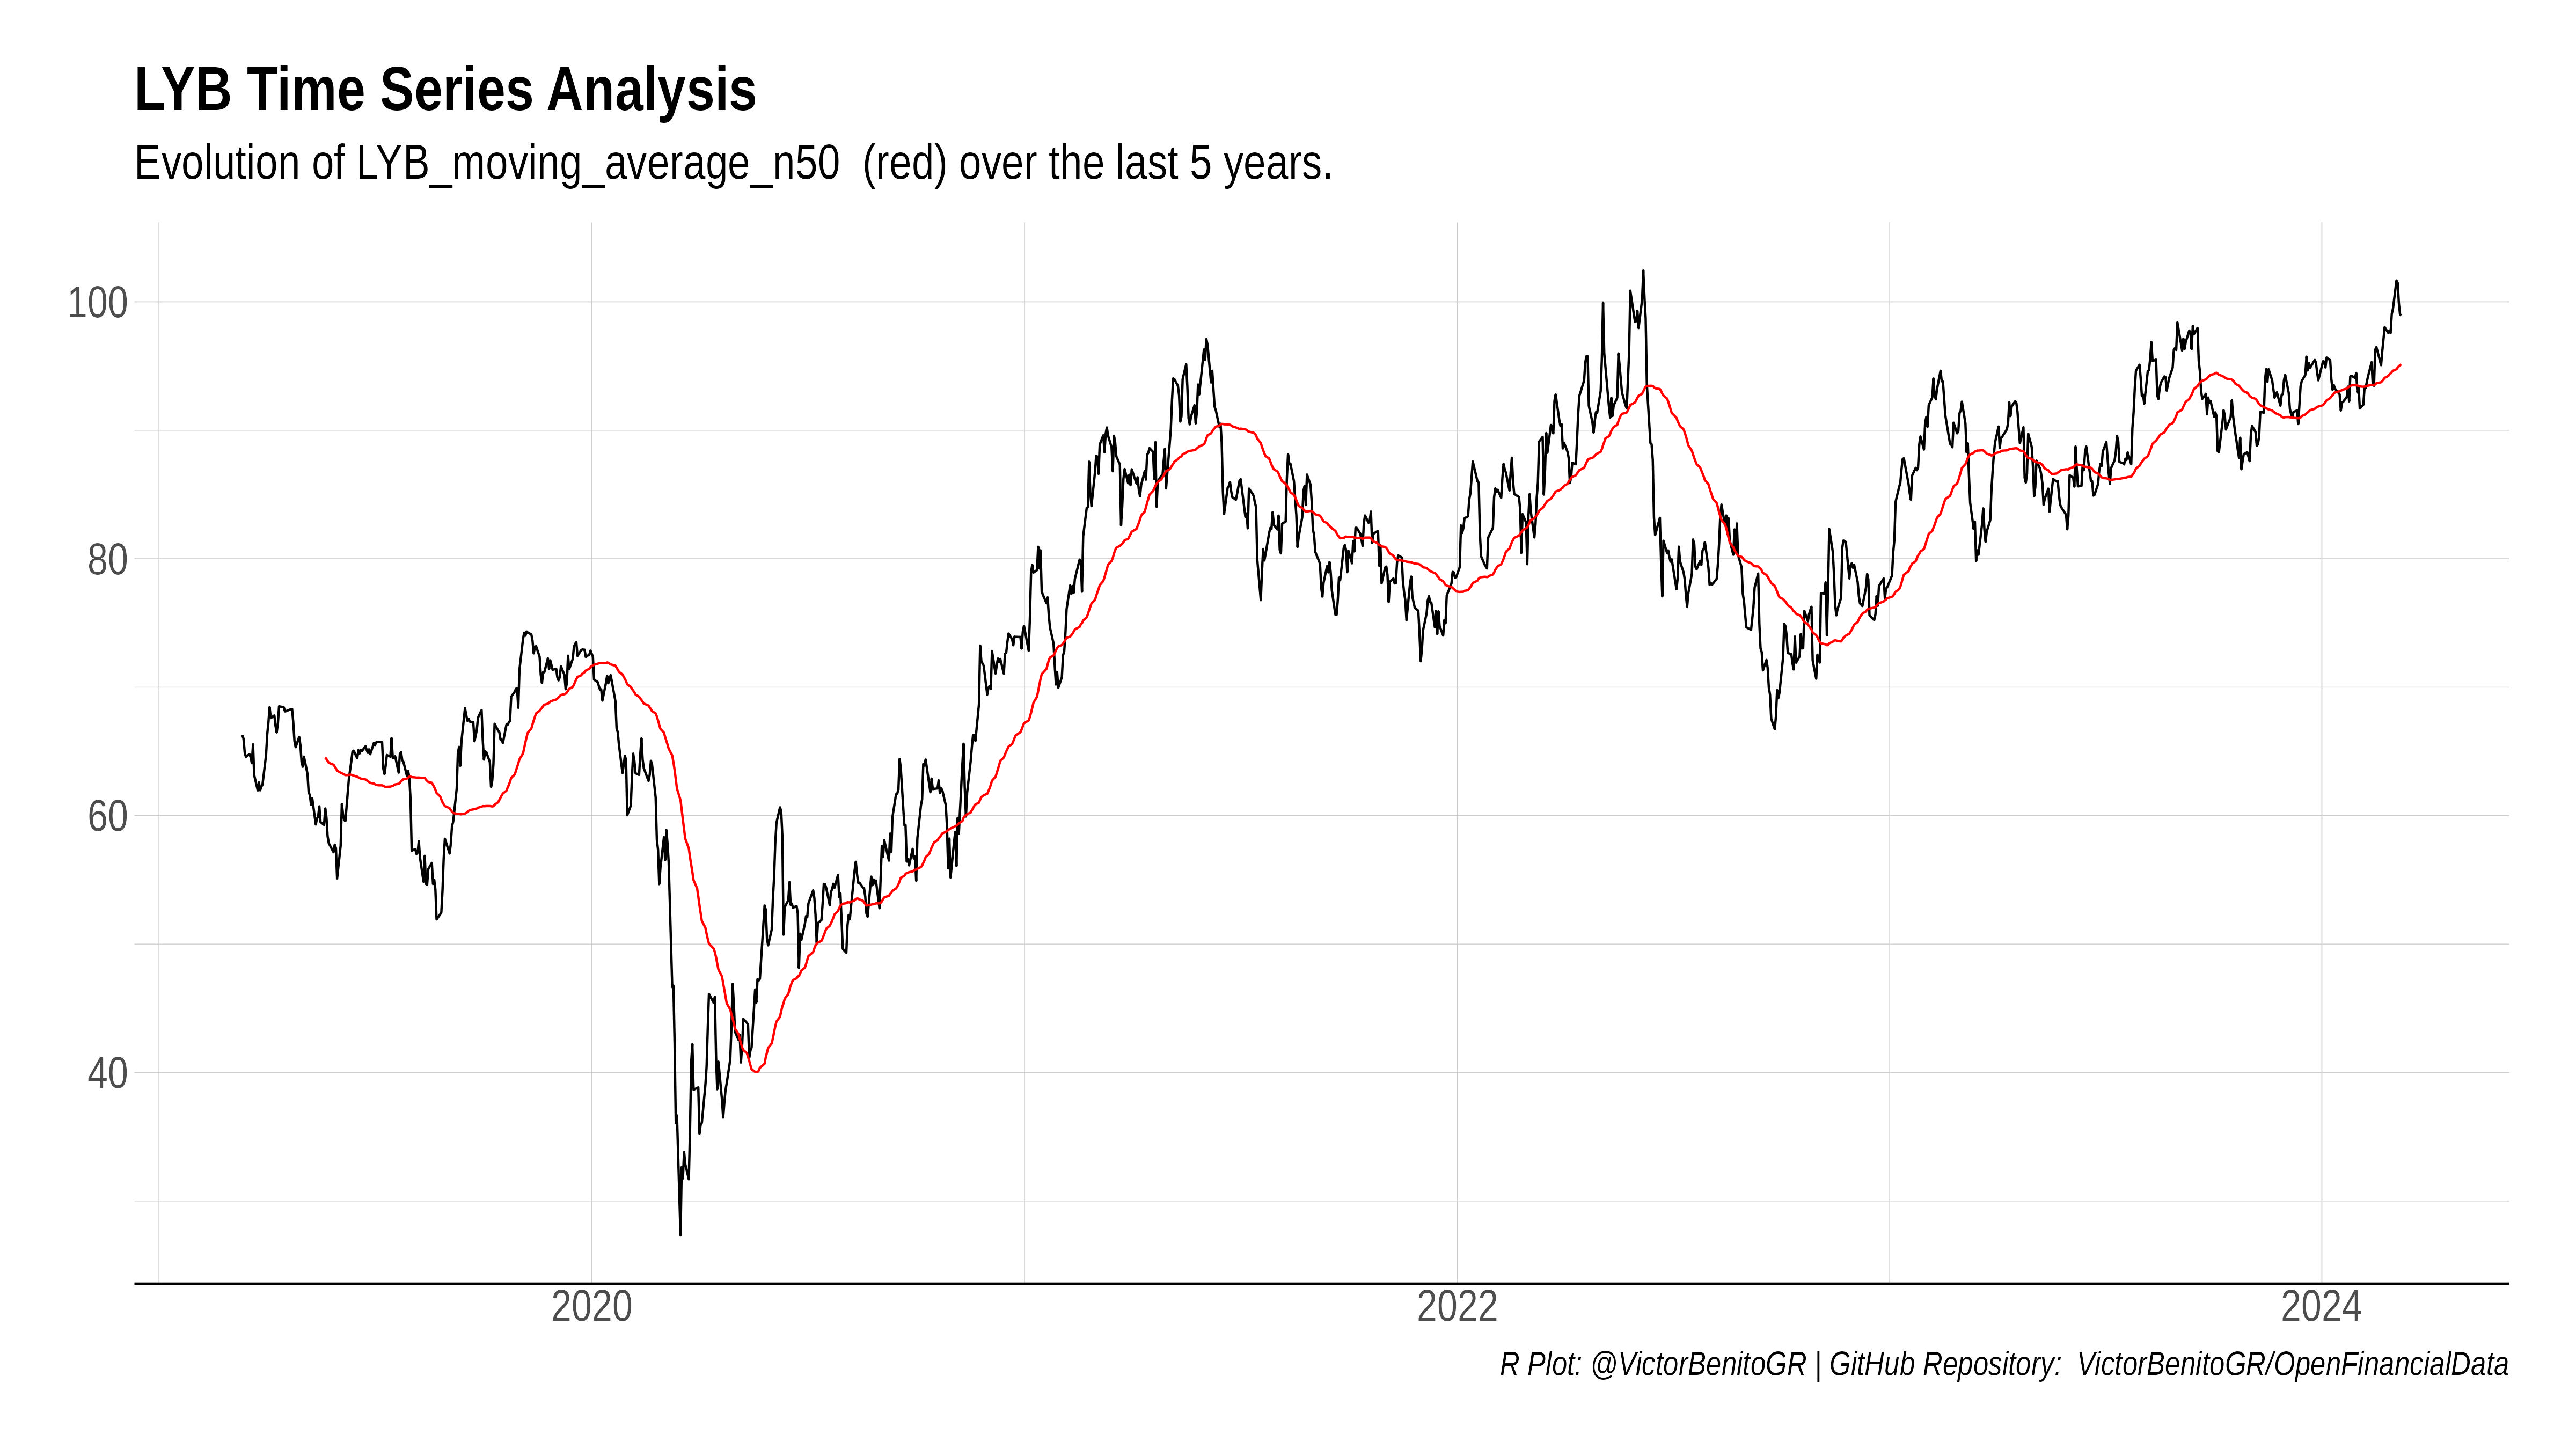 LYB Time Series Analysis
Evolution of LYB_moving_average_n50  (red) over the last 5 years.
100
80
60
40
2020 2022 2024
R Plot: @VictorBenitoGR | GitHub Repository:  VictorBenitoGR/OpenFinancialData